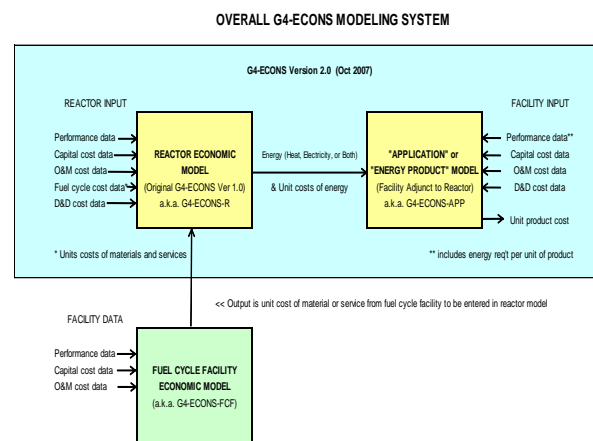 OVERALL G4-ECONS MODELING SYSTEM
G4-ECONS Version 2.0 (Oct 2007)
REACTOR INPUT
Performance data
Capital cost data
O&M cost data
Fuel cycle cost data*
D&D cost data
REACTOR ECONOMIC
MODEL
(Original G4-ECONS Ver 1.0)
a.k.a. G4-ECONS-R
Energy (Heat, Electricity, or Both)
& Unit costs of energy
"APPLICATION" or
"ENERGY PRODUCT" MODEL
(Facility Adjunct to Reactor)
a.k.a. G4-ECONS-APP
FACILITY INPUT
Performance data**
Capital cost data
O&M cost data
D&D cost data
Unit product cost
* Units costs of materials and services
** includes energy req't per unit of product
<< Output is unit cost of material or service from fuel cycle facility to be entered in reactor model
FACILITY DATA
Performance data
Capital cost data
O&M cost data
FUEL CYCLE FACILITY
ECONOMIC MODEL
(a.k.a. G4-ECONS-FCF)